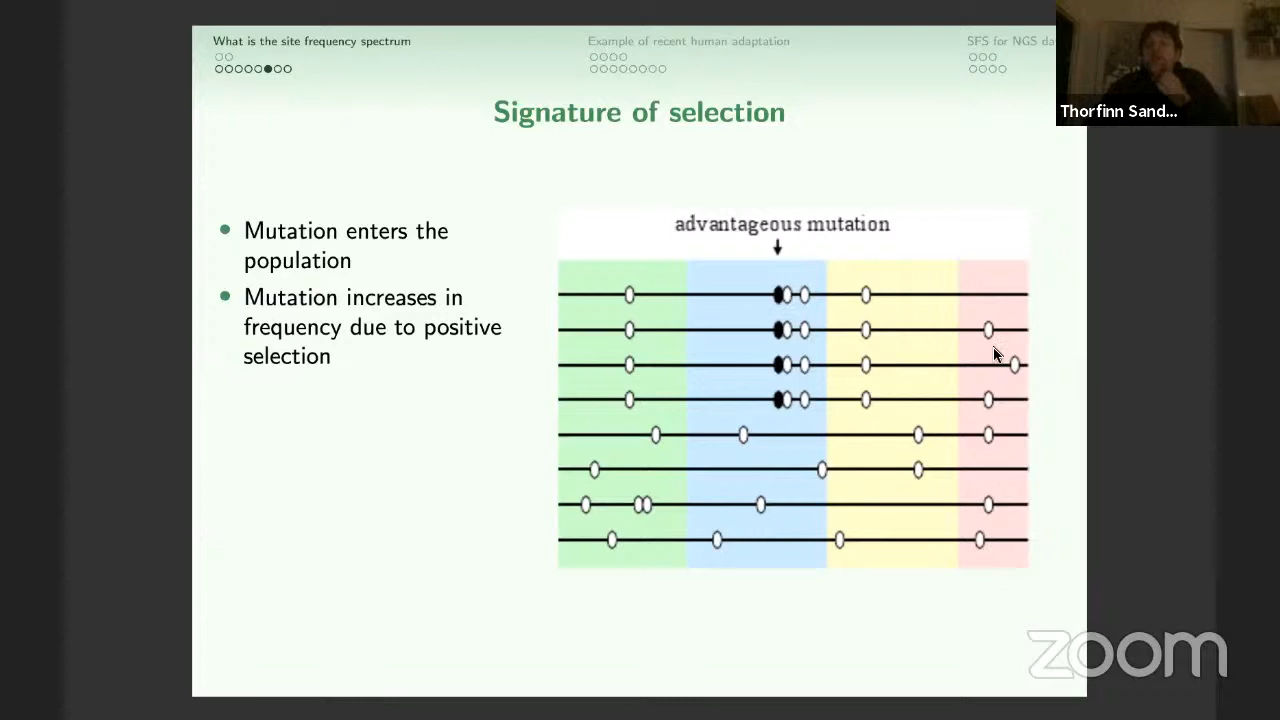 What is the site frequency spectrum
Example of recent human adaptation
SFS for NGS da
Thorfinn Sand...
Signature of selection
Mutation enters the
population
Mutation increases in
frequency due to positive
selection
advantageous mutation
zoom